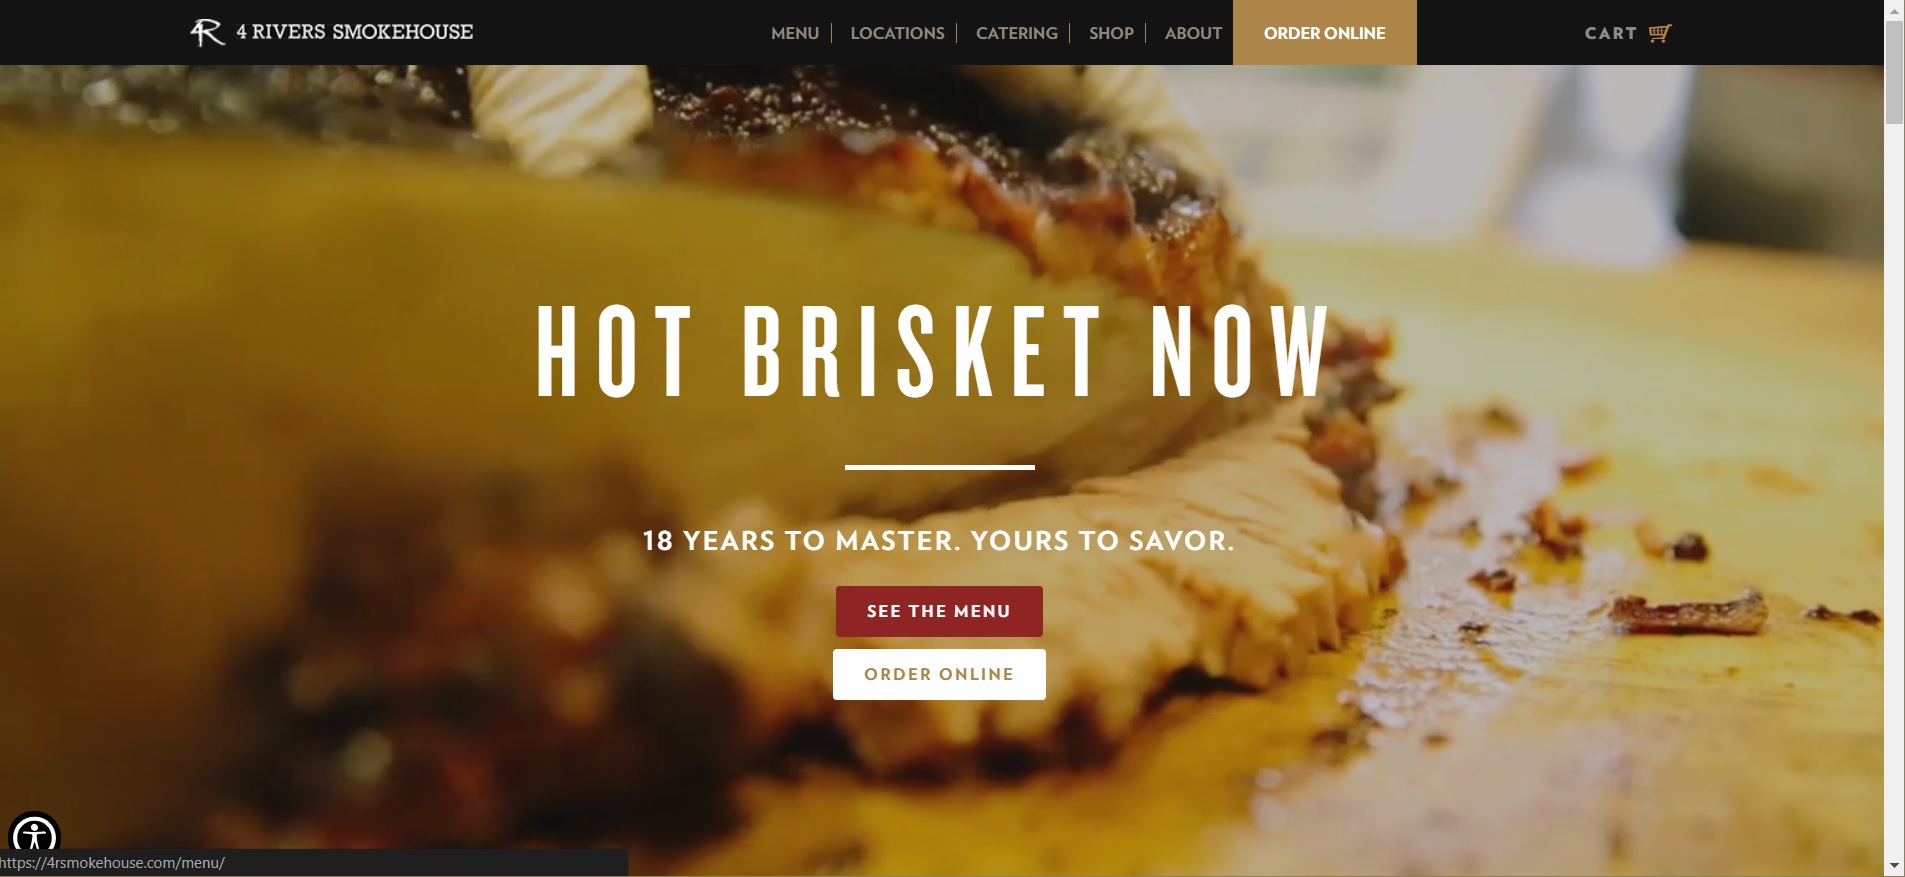 4R 4 RIVERS SMOKEHOUSE
MENU LOCATIONS CATERING SHOP ABOUT ORDER ONLINE CART
HOT BRISKET NOW
18 YEARS TO MASTER. YOURS TO SAVOR.
SEE THE MENU
ORDER ONLINE
https://4rsmokehouse.com/menu/